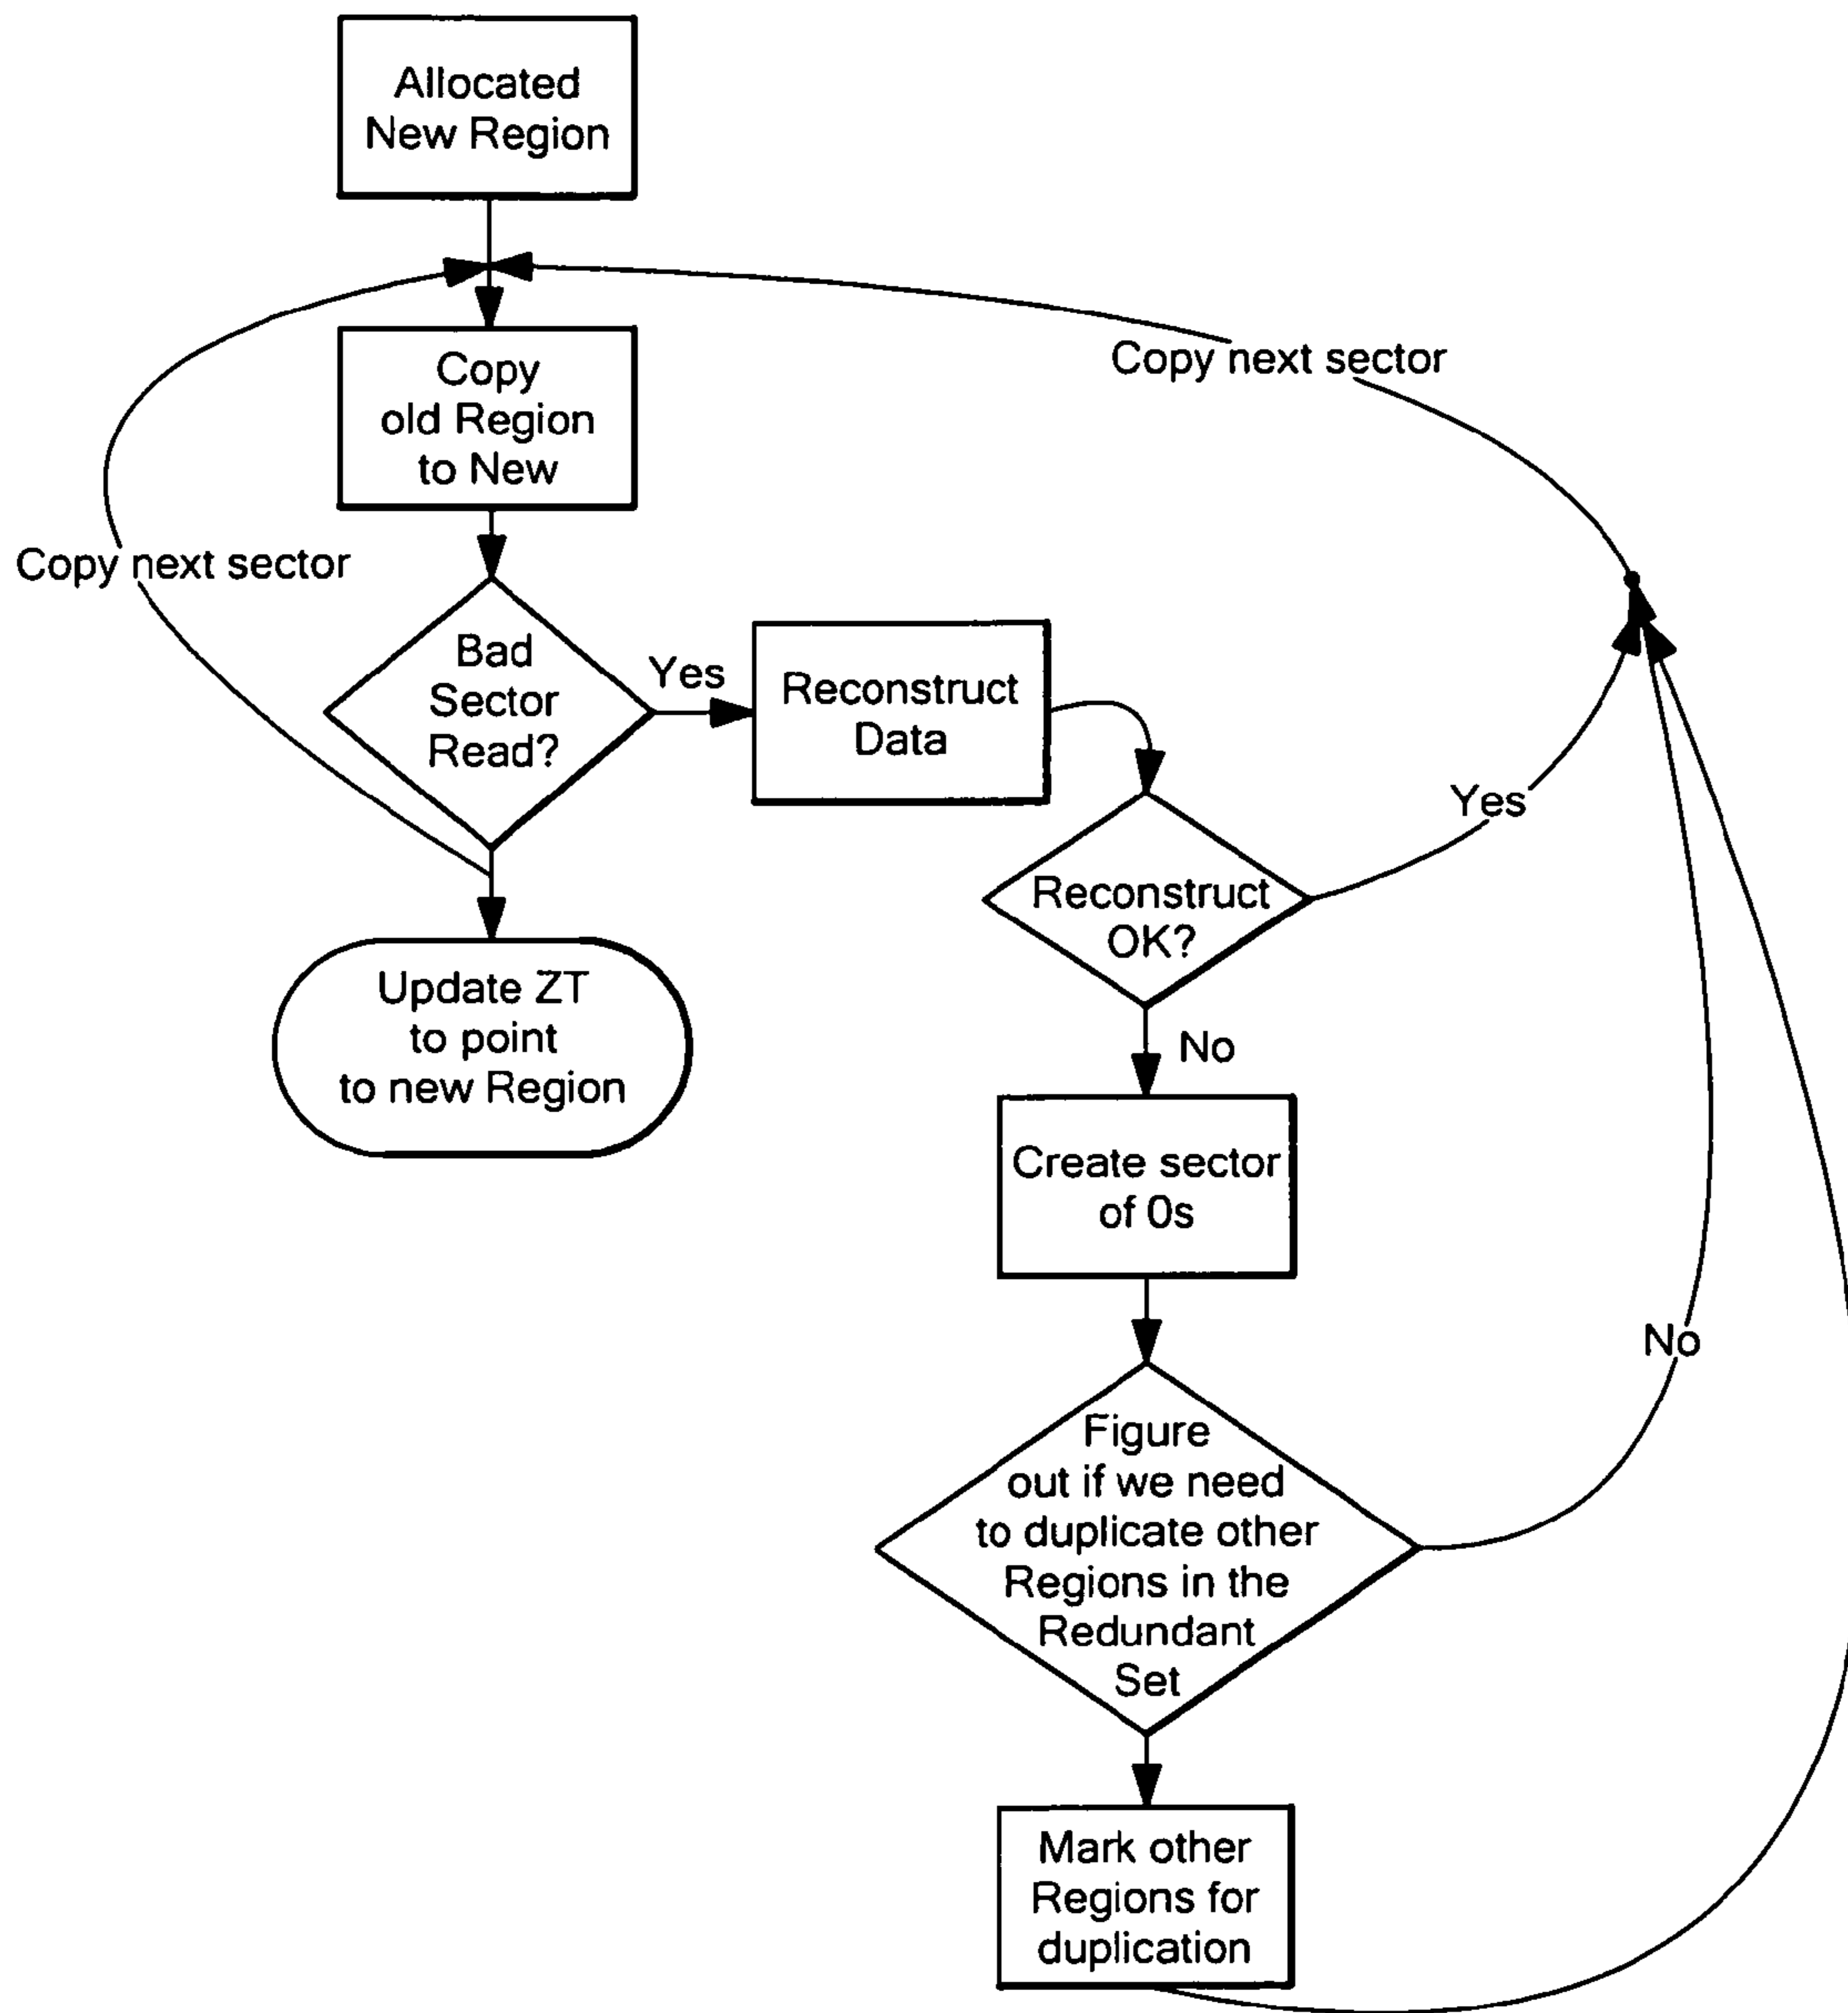 Allocated
New Region
Copy next sector
Copy
old Region
to New
Copy next sector
Bad
Sector
Read?
Yes
Reconstruct
Data
Yes
Reconstruct
OK?
Update ZT
to point
to new Region
No
Create sector
of 0s
No
Figure
out if we need
to duplicate other
Regions in the
Redundant
Set
Mark other
Regions for
duplication